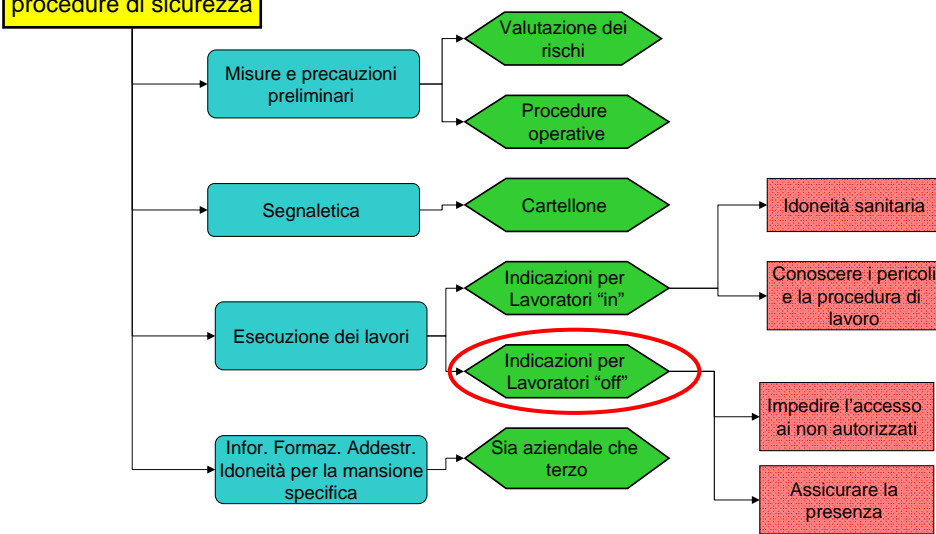 procedure di sicurezza
Misure e precauzioni
preliminari
Valutazione dei
rischi
Procedure
operative
Segnaletica
Cartellone
Esecuzione dei lavori
Indicazioni per
Lavoratori “in”
Idoneità sanitaria
Conoscere i pericoli
e la procedura di
lavoro
Indicazioni per
Lavoratori “off”
Impedire l’accesso
ai non autorizzati
Assicurare la
presenza
Infor. Formaz. Addestr.
Idoneità per la mansione
specifica
Sia aziendale che
terzo